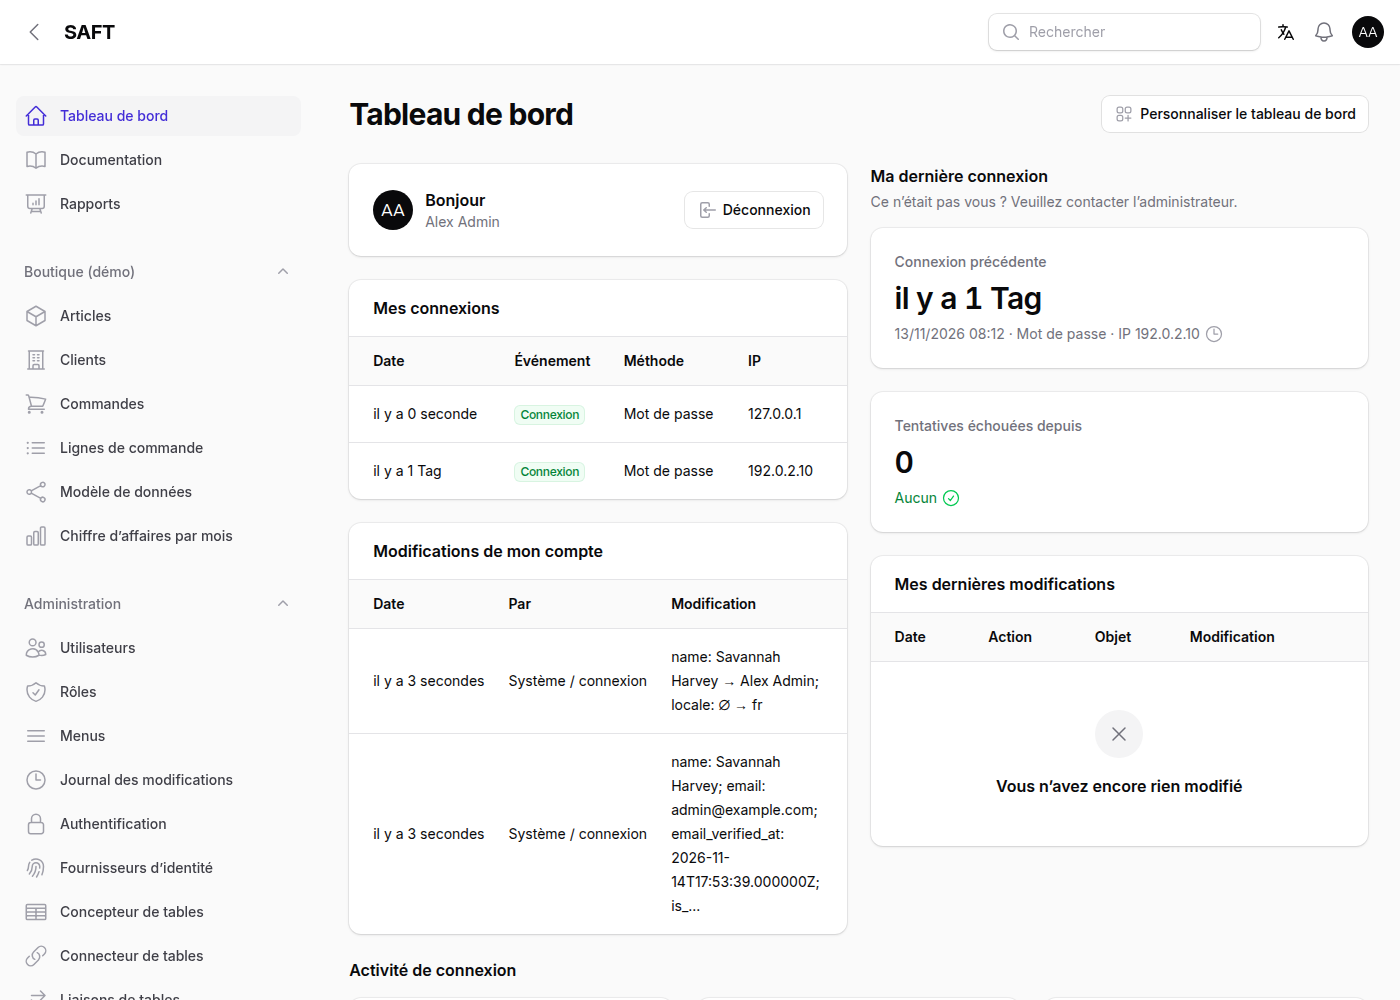 SAFT
Rechercher
AA
Tableau de bord
Documentation
Rapports
Boutique (démo)
Articles
Clients
Commandes
Lignes de commande
Modèle de données
Chiffre d’affaires par mois
Administration
Utilisateurs
Rôles
Menus
Journal des modifications
Authentification
Fournisseurs d’identité
Concepteur de tables
Connecteur de tables
Liaisons de tables
Tableau de bord
Personnaliser le tableau de bord
AA
Bonjour
Alex Admin
Déconnexion
Mes connexions
Date Événement Méthode IP
il y a 0 seconde Connexion Mot de passe 127.0.0.1
il y a 1 Tag Connexion Mot de passe 192.0.2.10
Modifications de mon compte
Date Par Modification
il y a 3 secondes Système / connexion name: Savannah
Harvey → Alex Admin;
locale: ∅ → fr
il y a 3 secondes Système / connexion name: Savannah
Harvey; email:
admin@example.com;
email_verified_at:
2026-11-
14T17:53:39.000000Z;
is_...
Activité de connexion
Ma dernière connexion
Ce n’était pas vous ? Veuillez contacter l’administrateur.
Connexion précédente
il y a 1 Tag
13/11/2026 08:12 · Mot de passe · IP 192.0.2.10
Tentatives échouées depuis
0
Aucun
Mes dernières modifications
Date Action Objet Modification
Vous n’avez encore rien modifié